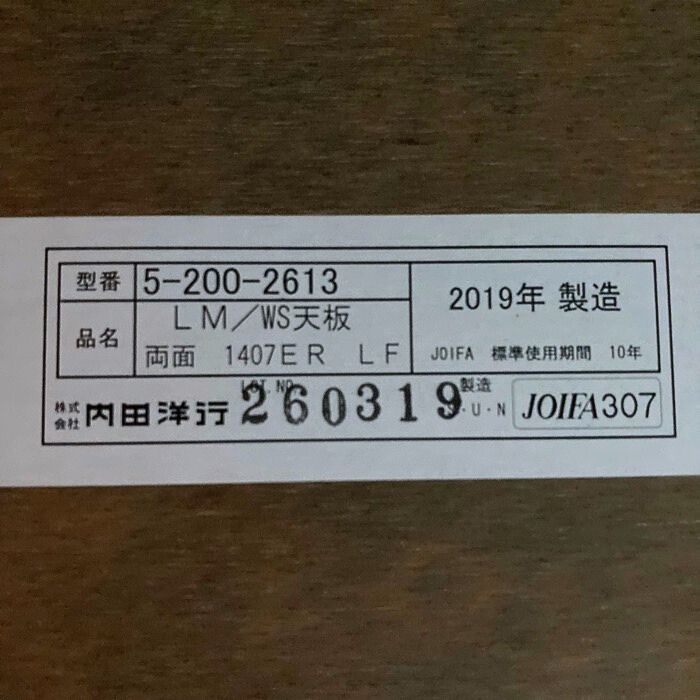 型番 5-200-2613
品名 ＬＭ／WS天板
両面 1407ＥＲ ＬＦ
2019年 製造
JOIFA 標準使用期間 10年
株式会社 内田洋行
LOT.NO
260319
製造
・U・N
JOIFA307